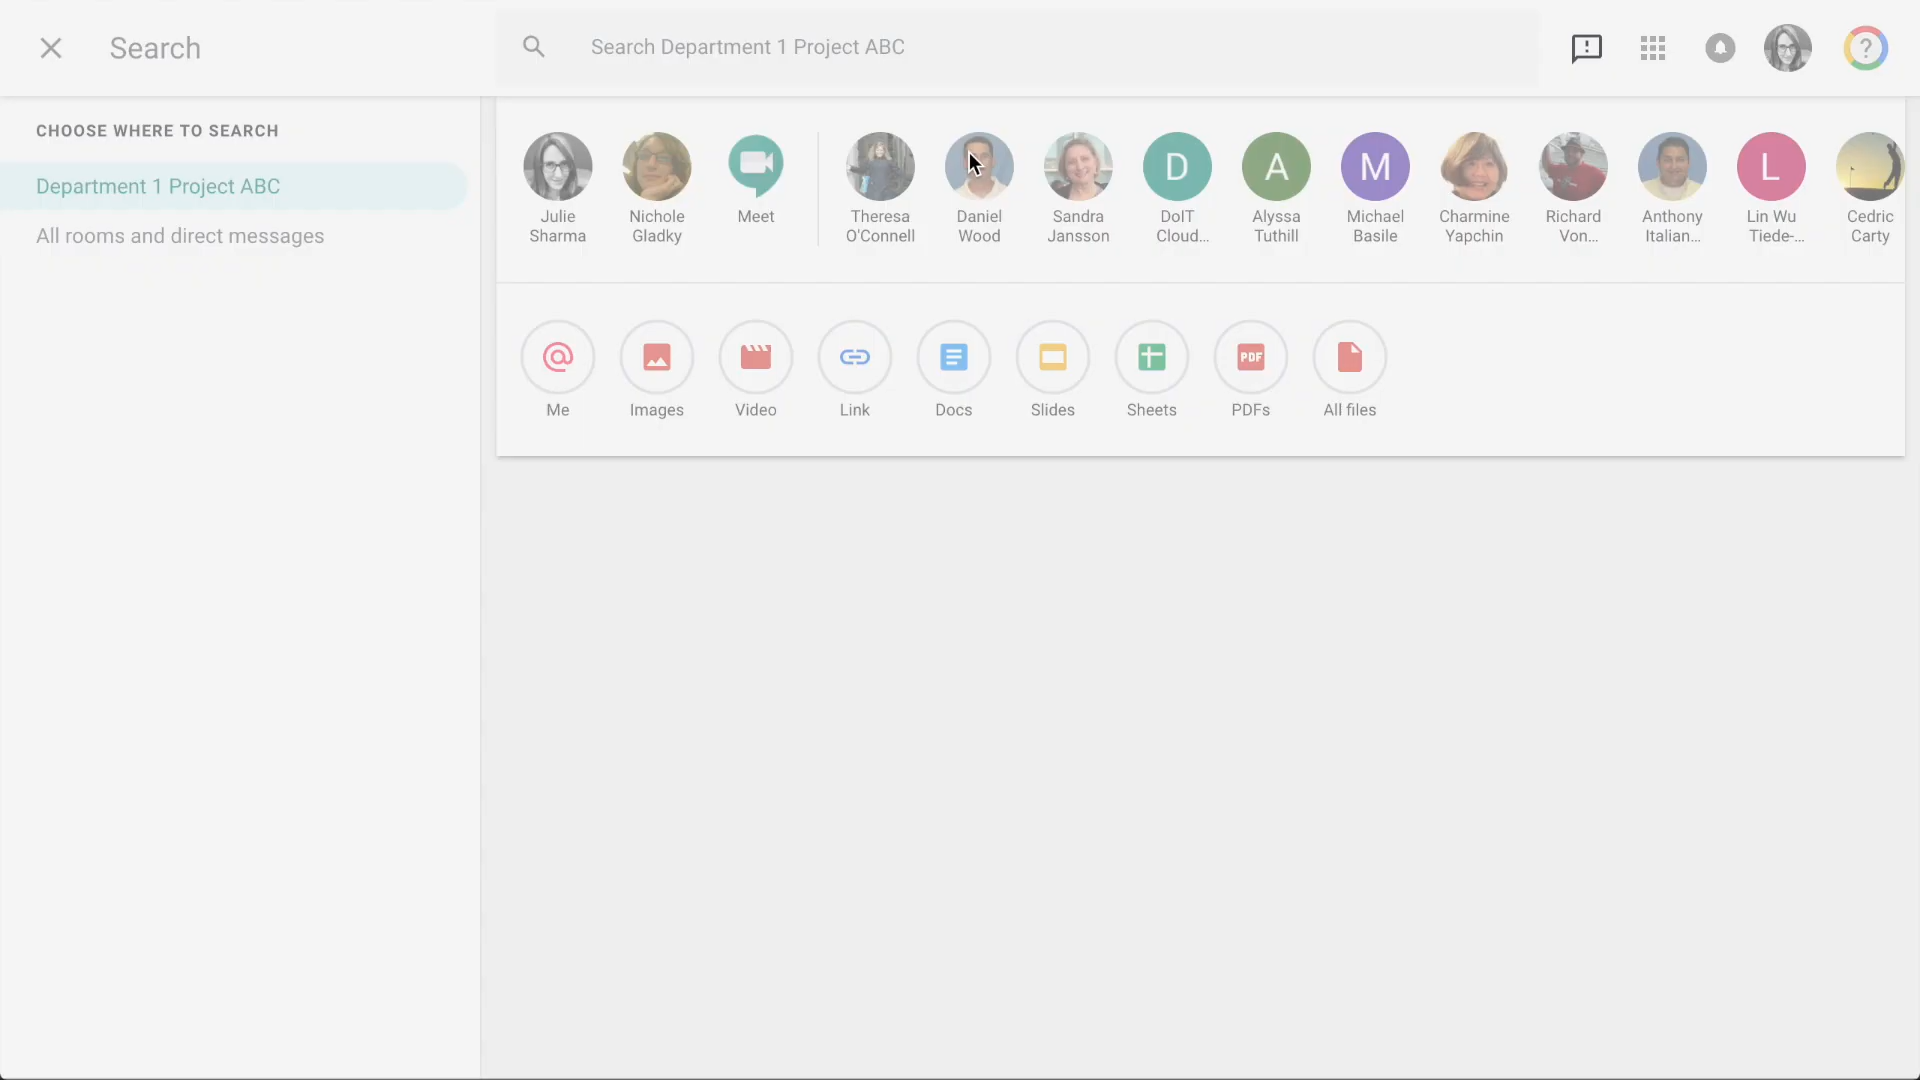 Search
Search Department 1 Project ABC
?
CHOOSE WHERE TO SEARCH
Department 1 Project ABC
All rooms and direct messages
D
A
M
L
Julie
Sharma
Nichole
Gladky
Meet
Theresa
O'Connell
Daniel
Wood
Sandra
Jansson
DoIT
Cloud...
Alyssa
Tuthill
Michael
Basile
Charmine
Yapchin
Richard
Von...
Anthony
Italian...
Lin Wu
Tiede-...
Cedric
Carty
@
PDF
Me
Images
Video
Link
Docs
Slides
Sheets
PDFs
All files